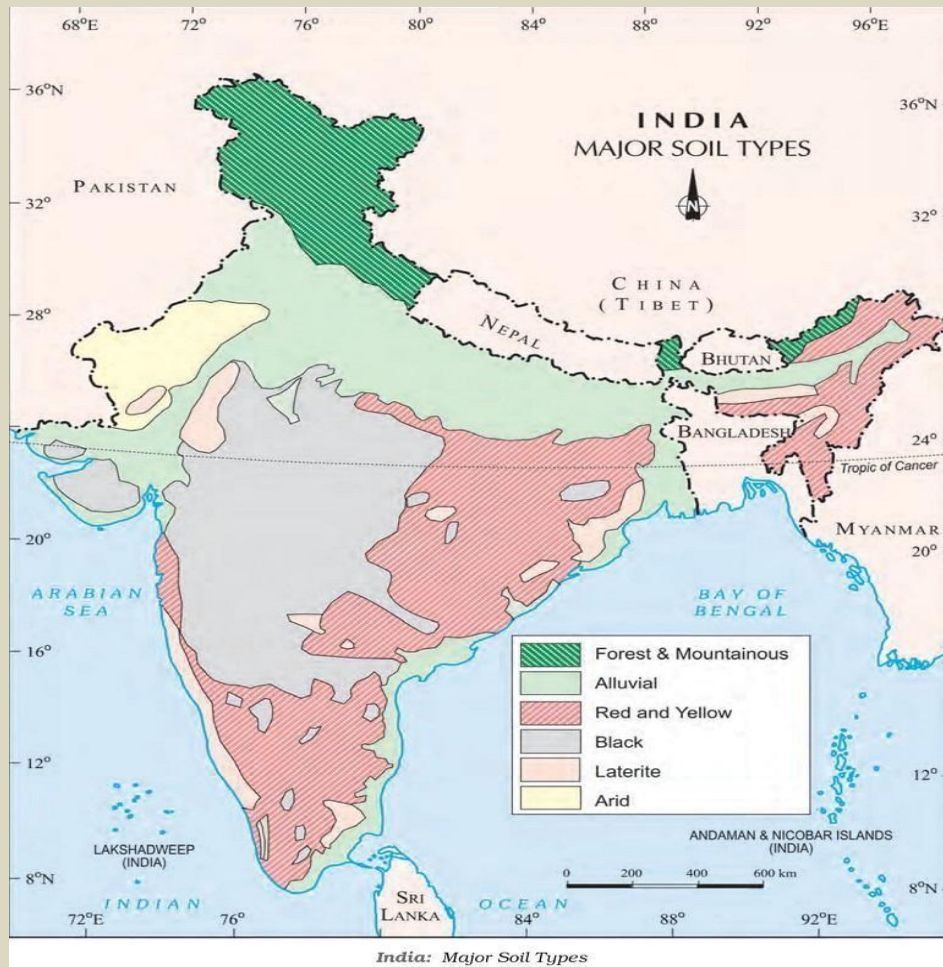 68°E
72°
76°
80°
84°
88°
92°
96°E
36°N
36°N
INDIA
MAJOR SOIL TYPES
N
PAKISTAN
32°
32°
CHINA
(TIBET)
NEPAL
28°
28°
BHUTAN
BANGLADESH
24°
24°
Tropic of Cancer
MYANMAR
20°
20°
ARABIAN
SEA
BAY OF
BENGAL
16°
16°
Forest & Mountainous
Alluvial
Red and Yellow
Black
Laterite
Arid
12°
12°
LAKSHADWEEP
(INDIA)
ANDAMAN & NICOBAR ISLANDS
(INDIA)
0 200 400 600 km
8°N
8°N
INDIAN
OCEAN
SRI
LANKA
72°E
76°
80°
84°
88°
92°E
India: Major Soil Types